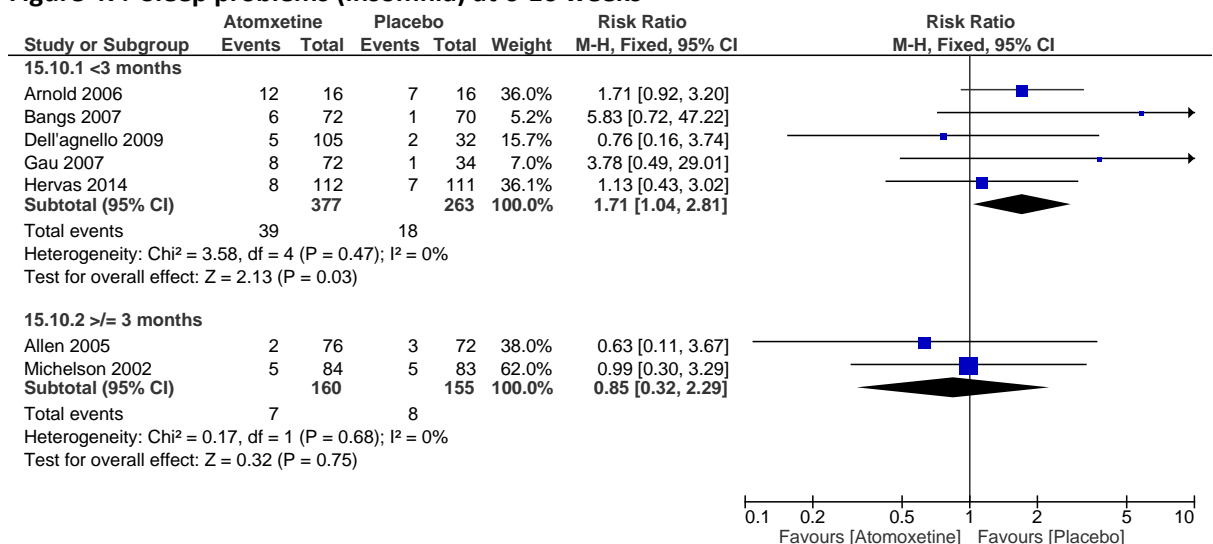 Atomxetine Placebo Risk Ratio Risk Ratio
Study or Subgroup Events Total Events Total Weight M-H, Fixed, 95% CI M-H, Fixed, 95% CI
15.10.1 <3 months
Arnold 2006 12 16 7 16 36.0% 1.71 [0.92, 3.20]
Bangs 2007 6 72 1 70 5.2% 5.83 [0.72, 47.22]
Dell'agnello 2009 5 105 2 32 15.7% 0.76 [0.16, 3.74]
Gau 2007 8 72 1 34 7.0% 3.78 [0.49, 29.01]
Hervas 2014 8 112 7 111 36.1% 1.13 [0.43, 3.02]
Subtotal (95% CI) 377 263 100.0% 1.71 [1.04, 2.81]
Total events 39 18
Heterogeneity: Chi² = 3.58, df = 4 (P = 0.47); I² = 0%
Test for overall effect: Z = 2.13 (P = 0.03)
15.10.2 >/= 3 months
Allen 2005 2 76 3 72 38.0% 0.63 [0.11, 3.67]
Michelson 2002 5 84 5 83 62.0% 0.99 [0.30, 3.29]
Subtotal (95% CI) 160 155 100.0% 0.85 [0.32, 2.29]
Total events 7 8
Heterogeneity: Chi² = 0.17, df = 1 (P = 0.68); I² = 0%
Test for overall effect: Z = 0.32 (P = 0.75)
0.1 0.2 0.5 1 2 5 10
Favours [Atomoxetine] Favours [Placebo]